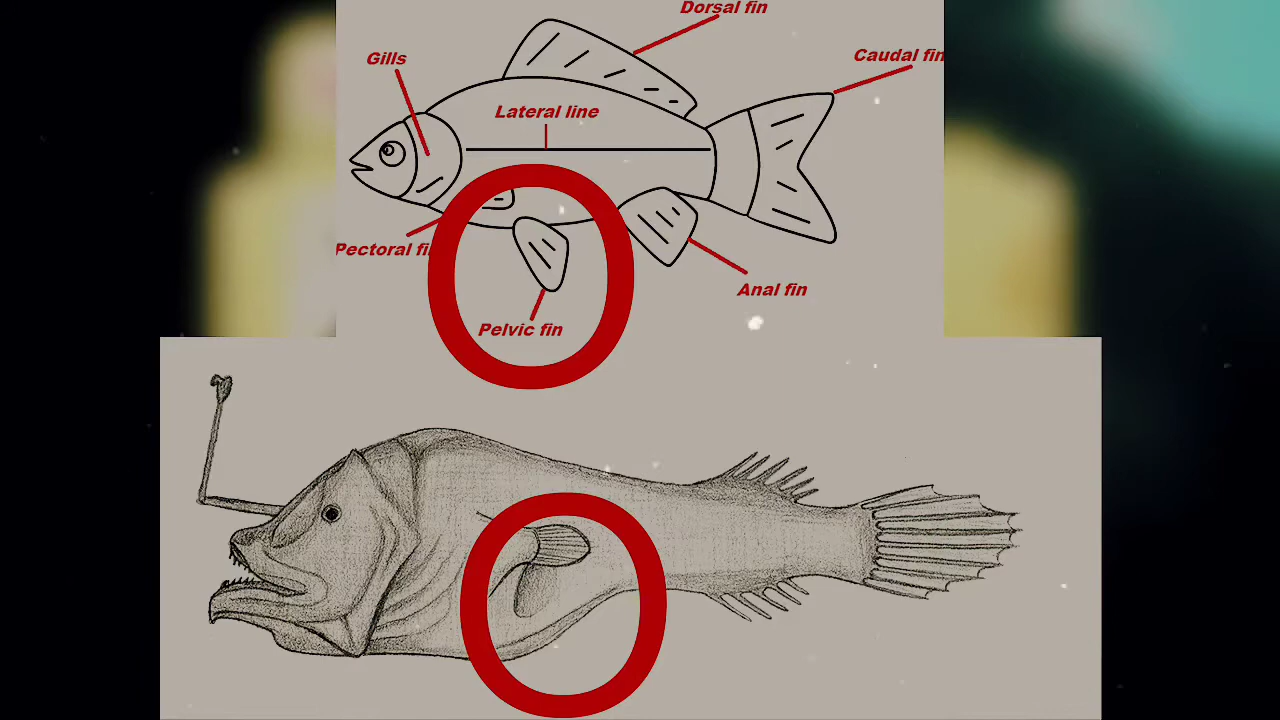 Dorsal fin
Caudal fin
Gills
Lateral line
Pectoral fi
Anal fin
Pelvic fin